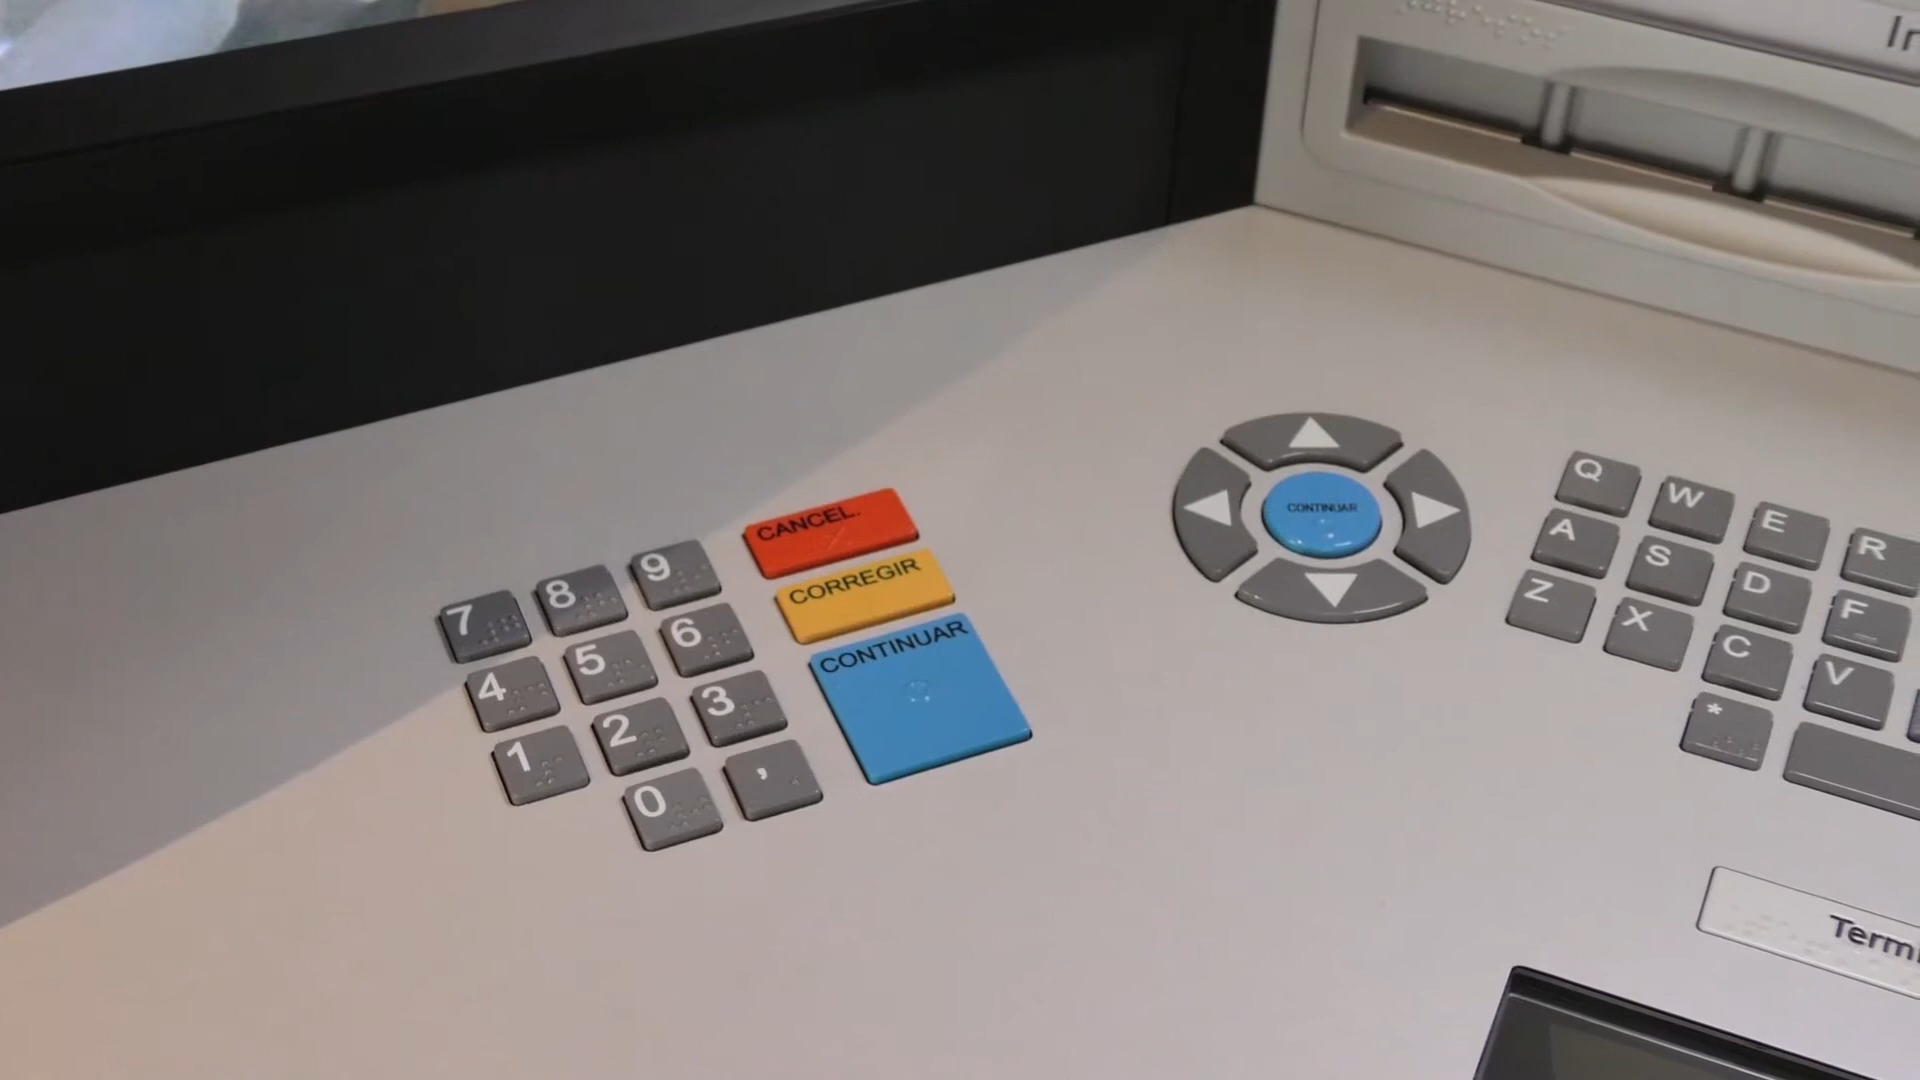 7 8 9
4 5 6
1 2 3
0 ,
CANCEL.
CORREGIR
CONTINUAR
CONTINUAR
Q W E R
A S D F
Z X C V
*